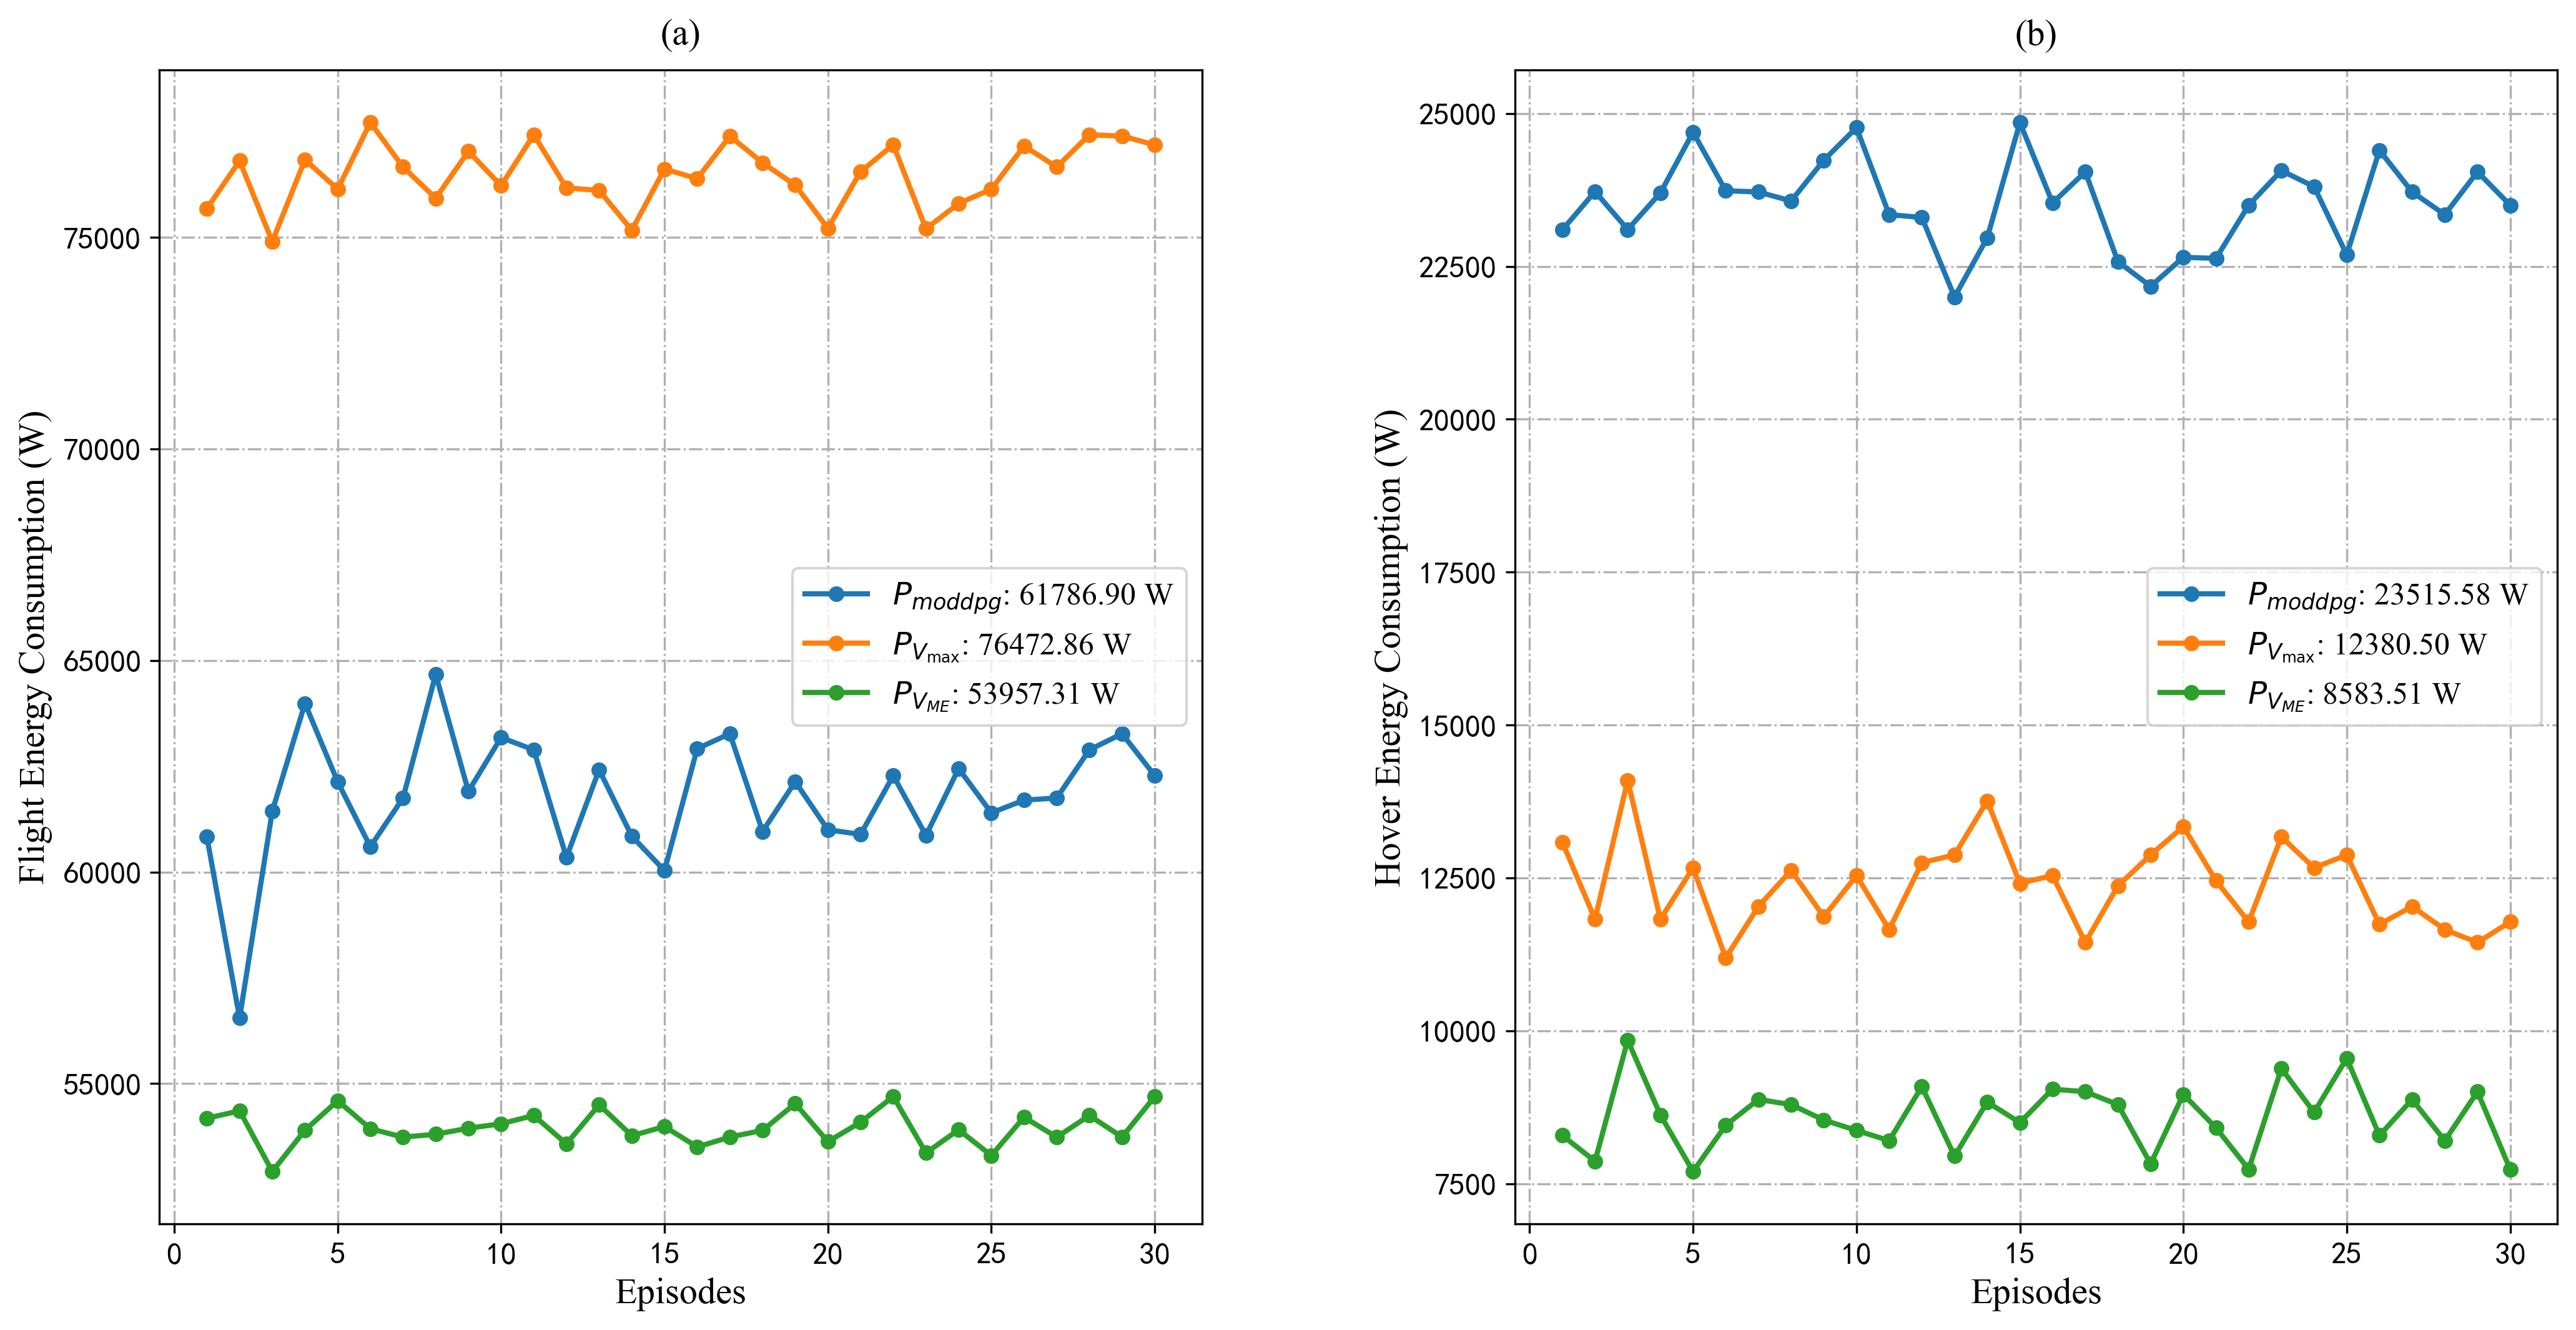 (a)
Flight Energy Consumption (W)
75000
70000
65000
60000
55000
P_moddpg: 61786.90 W
P_V_max: 76472.86 W
P_V_ME: 53957.31 W
0 5 10 15 20 25 30
Episodes
(b)
Hover Energy Consumption (W)
25000
22500
20000
17500
15000
12500
10000
7500
P_moddpg: 23515.58 W
P_V_max: 12380.50 W
P_V_ME: 8583.51 W
0 5 10 15 20 25 30
Episodes